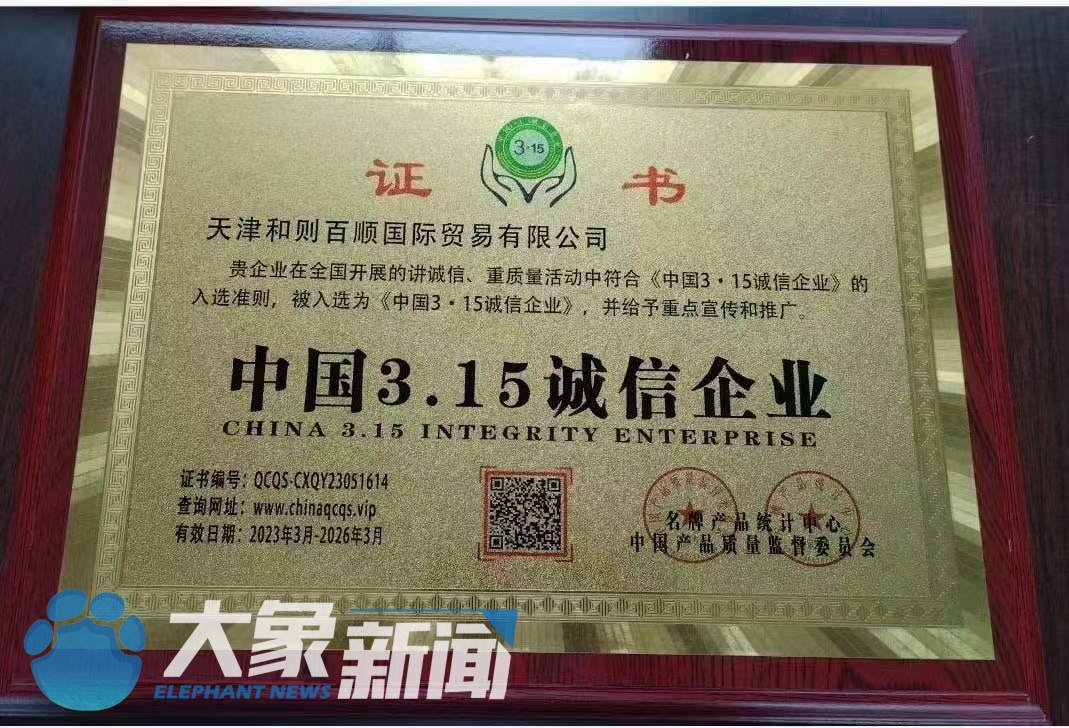 3·15
证 书
天津和则百顺国际贸易有限公司
贵企业在全国开展的讲诚信、重质量活动中符合《中国3·15诚信企业》的
入选准则，被入选为《中国3·15诚信企业》，并给予重点宣传和推广。
中国3.15诚信企业
CHINA 3.15 INTEGRITY ENTERPRISE
证书编号：QCQS-CXQY23051614
查询网址：www.chinaqcqs.vip
有效日期：2023年3月-2026年3月
名牌产品统计中心
中国产品质量监督委员会
大象新闻
ELEPHANT NEWS